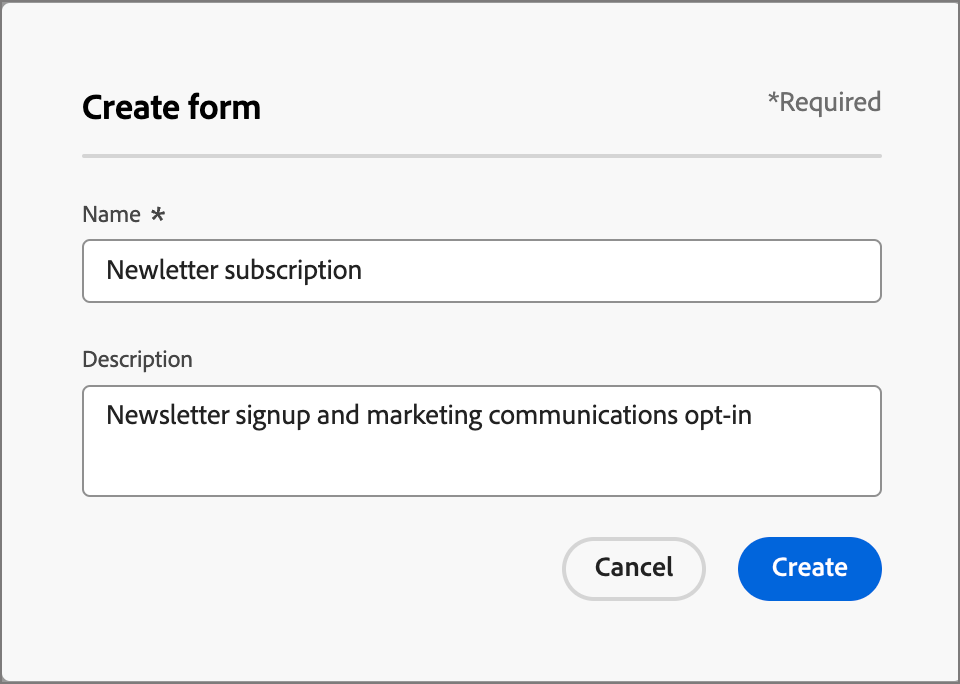 Create form
*Required
Name *
Newletter subscription
Description
Newsletter signup and marketing communications opt-in
Cancel
Create